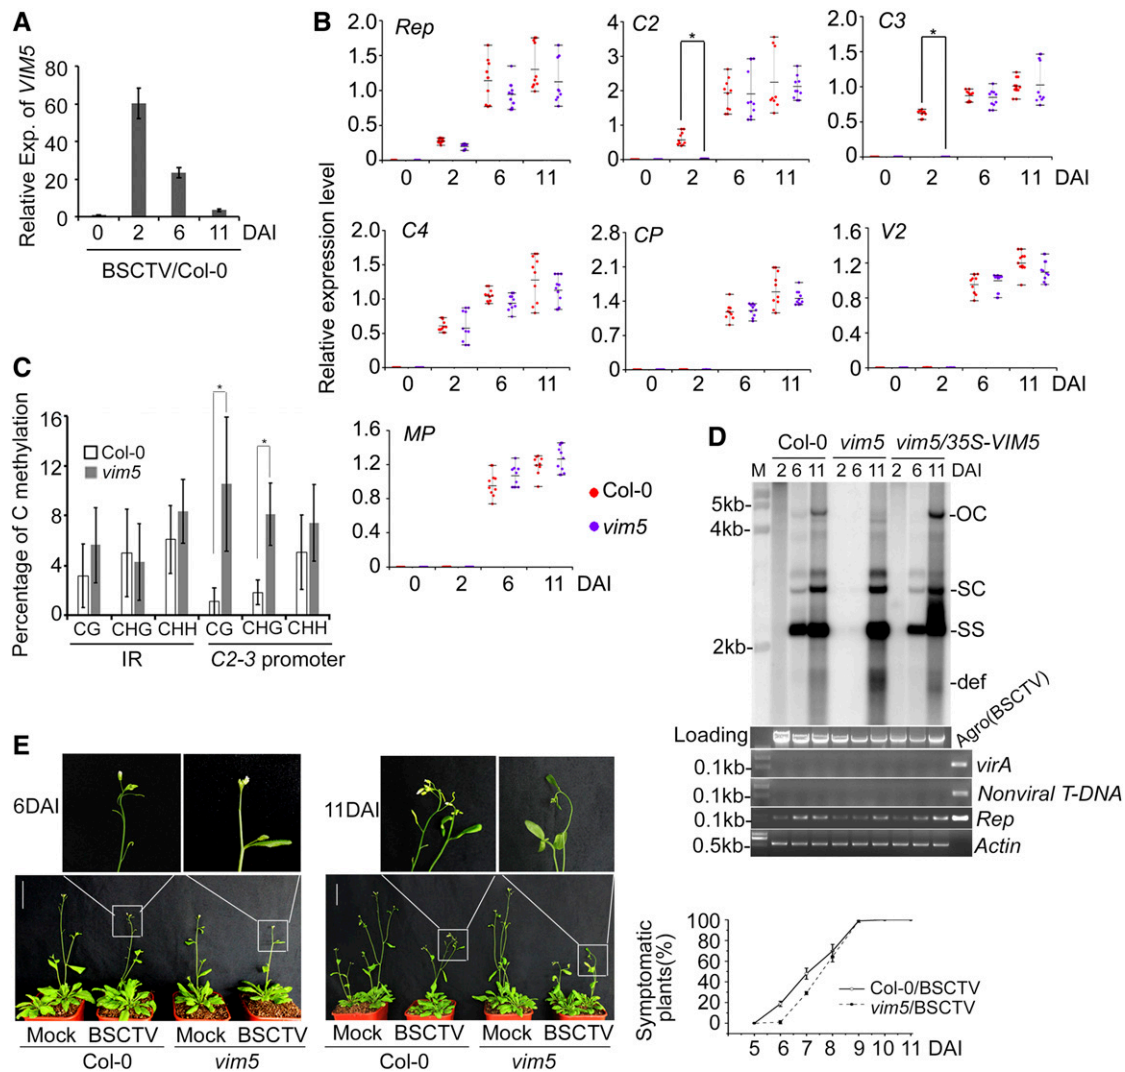 A
Relative Exp. of VIM5
80
60
40
20
0
0 2 6 11 DAI
BSCTV/Col-0
B
Relative expression level
Rep
2.0
1.5
1.0
0.5
0
0 2 6 11
C2
*
4
3
2
1
0
0 2 6 11
C3
*
2.0
1.5
1.0
0.5
0
0 2 6 11 DAI
C4
2.0
1.5
1.0
0.5
0
0 2 6 11
CP
2.8
2.1
1.4
0.7
0
0 2 6 11
V2
1.6
1.2
0.8
0.4
0
0 2 6 11
MP
1.6
1.2
0.8
0.4
0
0 2 6 11 DAI
Col-0
vim5
C
Percentage of C methylation
16
12
8
4
0
Col-0
vim5
*
*
CG CHG CHH CG CHG CHH
IR C2-3 promoter
D
Col-0 vim5 vim5/35S-VIM5
M 2 6 11 2 6 11 2 6 11 DAI
5kb-
4kb-
2kb-
-OC
-SC
-SS
-def
Agro(BSCTV)
Loading
0.1kb- virA
0.1kb- Nonviral T-DNA
0.1kb- Rep
0.5kb- Actin
E
6DAI
11DAI
Mock BSCTV Mock BSCTV
Col-0 vim5
Mock BSCTV Mock BSCTV
Col-0 vim5
Symptomatic
plants(%)
100
80
60
40
20
0
Col-0/BSCTV
vim5/BSCTV
5 6 7 8 9 10 11 DAI